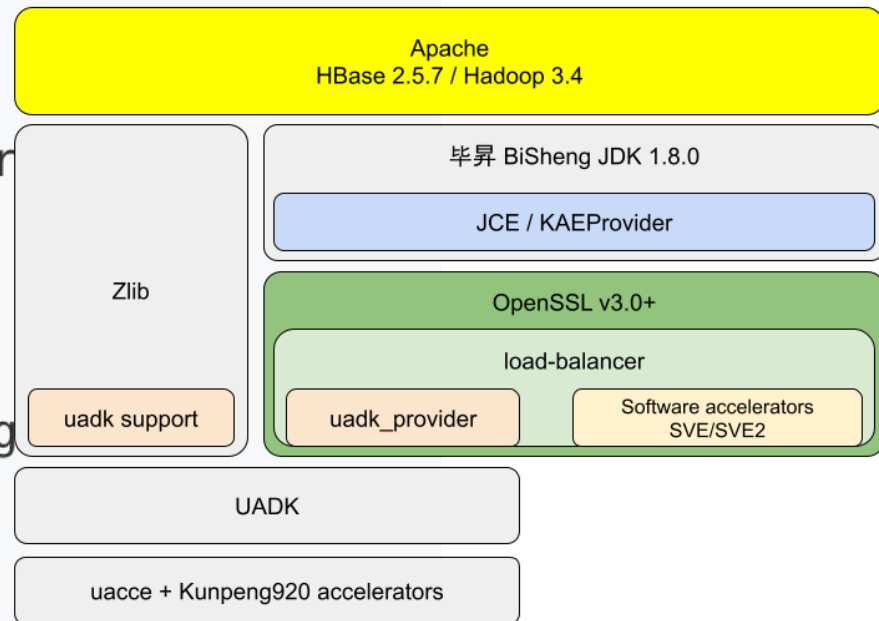 Apache
HBase 2.5.7 / Hadoop 3.4
毕昇 BiSheng JDK 1.8.0
JCE / KAEProvider
Zlib
OpenSSL v3.0+
load-balancer
uadk support
uadk_provider
Software accelerators
SVE/SVE2
UADK
uacce + Kunpeng920 accelerators